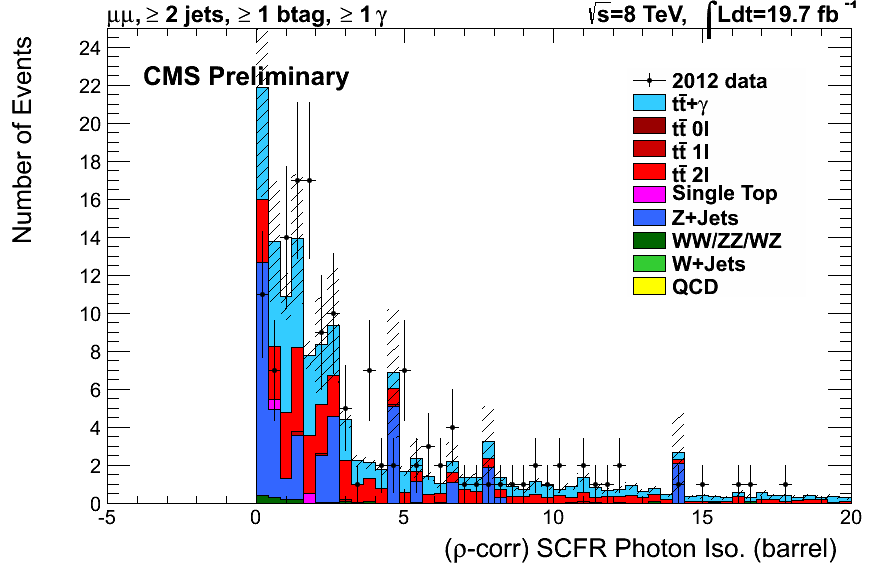 μμ, ≥ 2 jets, ≥ 1 btag, ≥ 1 γ
√s=8 TeV, ∫Ldt=19.7 fb⁻¹
CMS Preliminary
2012 data
tt̄+γ
tt̄ 0l
tt̄ 1l
tt̄ 2l
Single Top
Z+Jets
WW/ZZ/WZ
W+Jets
QCD
Number of Events
24
22
20
18
16
14
12
10
8
6
4
2
0
-5 0 5 10 15 20
(ρ-corr) SCFR Photon Iso. (barrel)